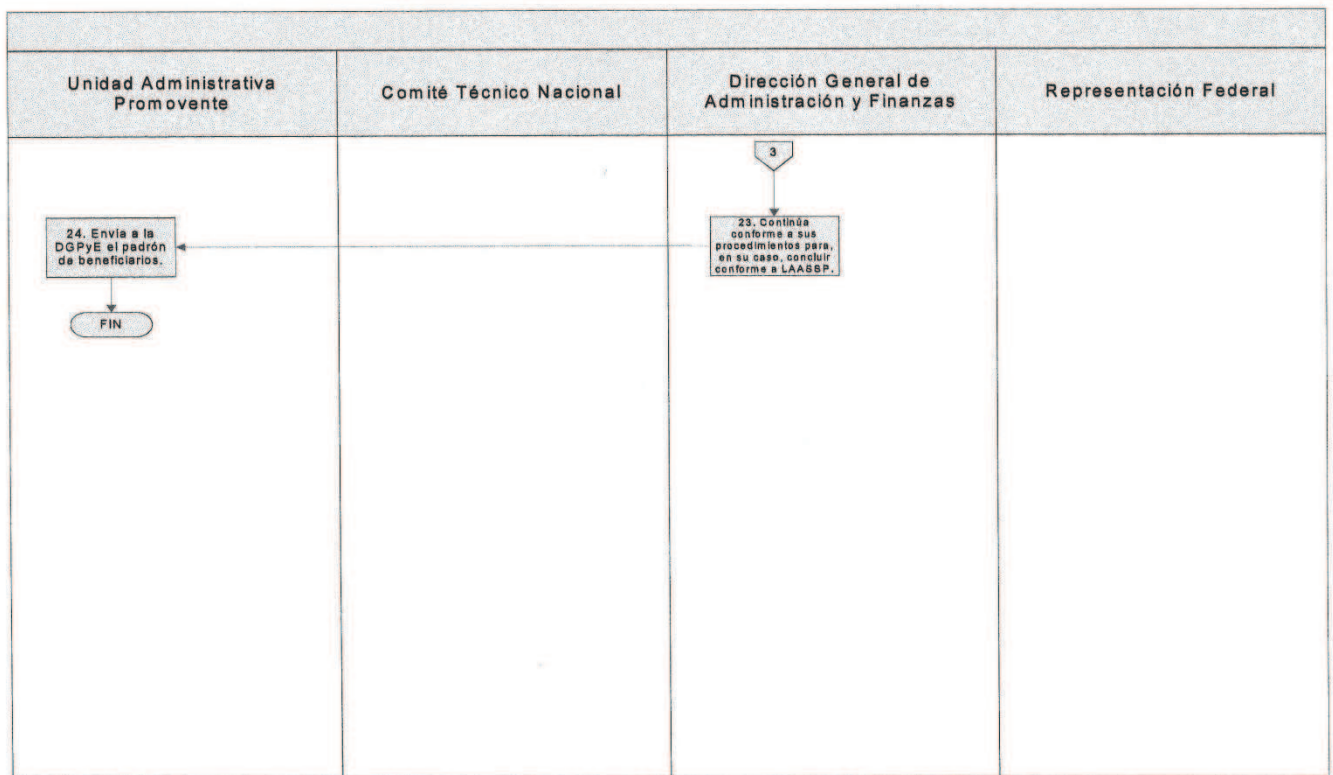 Unidad Administrativa
Promovente
Comité Técnico Nacional
Dirección General de
Administración y Finanzas
Representación Federal
3
24. Envía a la
DGPyE el padrón
de beneficiarios.
23. Continúa
conforme a sus
procedimientos para,
en su caso, concluir
conforme a LAASSP.
FIN